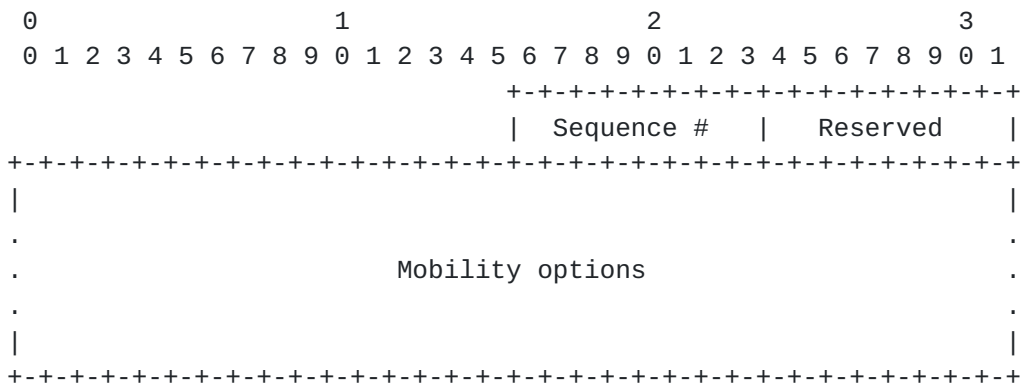 0                   1                   2                   3
 0 1 2 3 4 5 6 7 8 9 0 1 2 3 4 5 6 7 8 9 0 1 2 3 4 5 6 7 8 9 0 1
                                +-+-+-+-+-+-+-+-+-+-+-+-+-+-+-+-+
                                |  Sequence #   |   Reserved    |
+-+-+-+-+-+-+-+-+-+-+-+-+-+-+-+-+-+-+-+-+-+-+-+-+-+-+-+-+-+-+-+-+
|                                                               |
.                                                               .
.                        Mobility options                       .
.                                                               .
|                                                               |
+-+-+-+-+-+-+-+-+-+-+-+-+-+-+-+-+-+-+-+-+-+-+-+-+-+-+-+-+-+-+-+-+